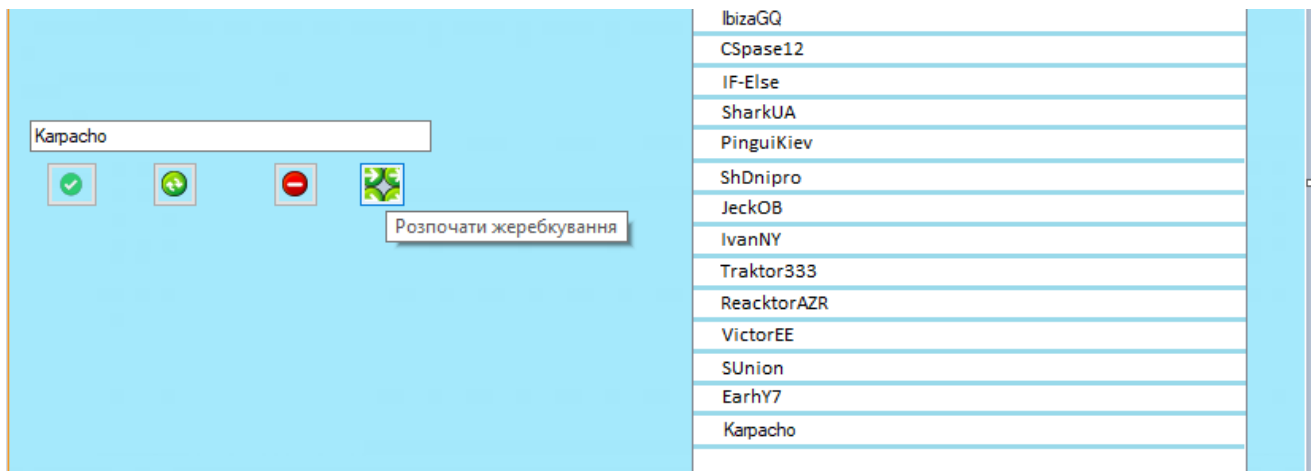 Karpacho
Розпочати жеребкування
IbizaGQ
CSpase12
IF-Else
SharkUA
PinguiKiev
ShDnipro
JeckOB
IvanNY
Traktor333
ReacktorAZR
VictorEE
SUnion
EarhY7
Karpacho